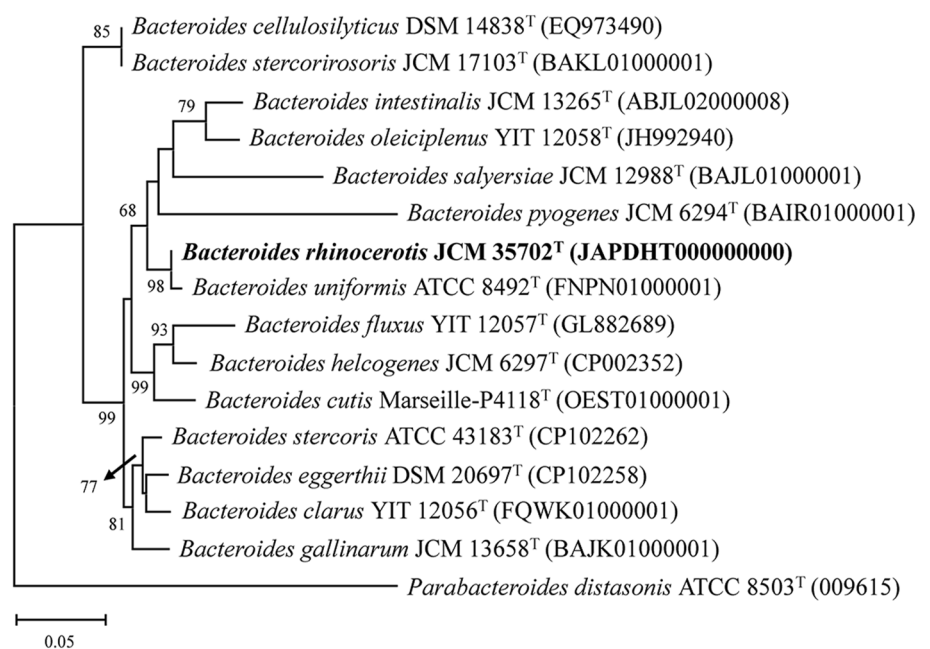 85
Bacteroides cellulosilyticus DSM 14838ᵀ (EQ973490)
Bacteroides stercorirosoris JCM 17103ᵀ (BAKL01000001)
79
Bacteroides intestinalis JCM 13265ᵀ (ABJL02000008)
Bacteroides oleiciplenus YIT 12058ᵀ (JH992940)
Bacteroides salyersiae JCM 12988ᵀ (BAJL01000001)
68
Bacteroides pyogenes JCM 6294ᵀ (BAIR01000001)
Bacteroides rhinocerotis JCM 35702ᵀ (JAPDHT000000000)
98
Bacteroides uniformis ATCC 8492ᵀ (FNPN01000001)
93
Bacteroides fluxus YIT 12057ᵀ (GL882689)
Bacteroides helcogenes JCM 6297ᵀ (CP002352)
99
Bacteroides cutis Marseille-P4118ᵀ (OEST01000001)
99
Bacteroides stercoris ATCC 43183ᵀ (CP102262)
Bacteroides eggerthii DSM 20697ᵀ (CP102258)
77
Bacteroides clarus YIT 12056ᵀ (FQWK01000001)
81
Bacteroides gallinarum JCM 13658ᵀ (BAJK01000001)
Parabacteroides distasonis ATCC 8503ᵀ (009615)
0.05